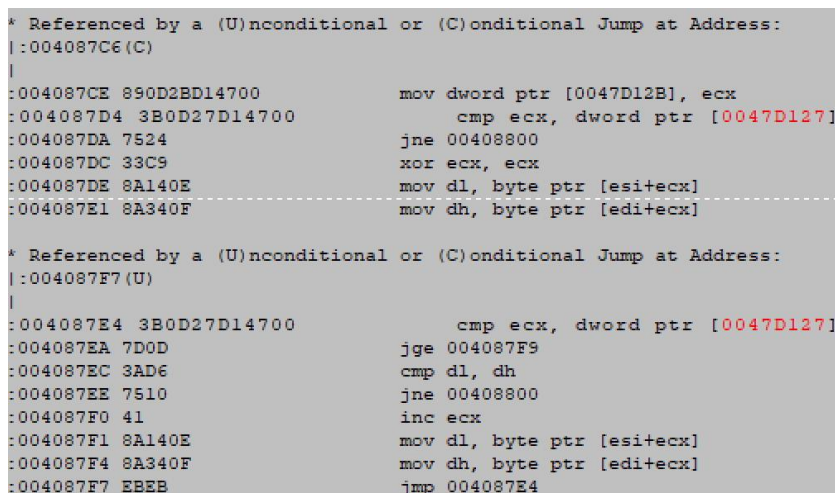 * Referenced by a (U)nconditional or (C)onditional Jump at Address:
|:004087C6(C)
|
:004087CE 890D2BD14700 mov dword ptr [0047D12B], ecx
:004087D4 3B0D27D14700 cmp ecx, dword ptr [0047D127]
:004087DA 7524 jne 00408800
:004087DC 33C9 xor ecx, ecx
:004087DE 8A140E mov dl, byte ptr [esi+ecx]
:004087E1 8A340F mov dh, byte ptr [edi+ecx]
* Referenced by a (U)nconditional or (C)onditional Jump at Address:
|:004087F7(U)
|
:004087E4 3B0D27D14700 cmp ecx, dword ptr [0047D127]
:004087EA 7D0D jge 004087F9
:004087EC 3AD6 cmp dl, dh
:004087EE 7510 jne 00408800
:004087F0 41 inc ecx
:004087F1 8A140E mov dl, byte ptr [esi+ecx]
:004087F4 8A340F mov dh, byte ptr [edi+ecx]
:004087F7 EBEB jmp 004087E4